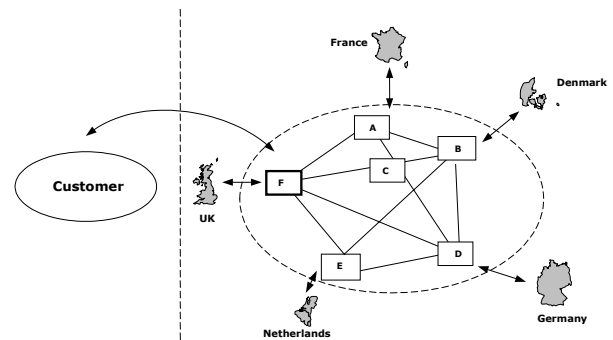 France
Denmark
A
B
C
Customer
F
UK
D
E
Germany
Netherlands